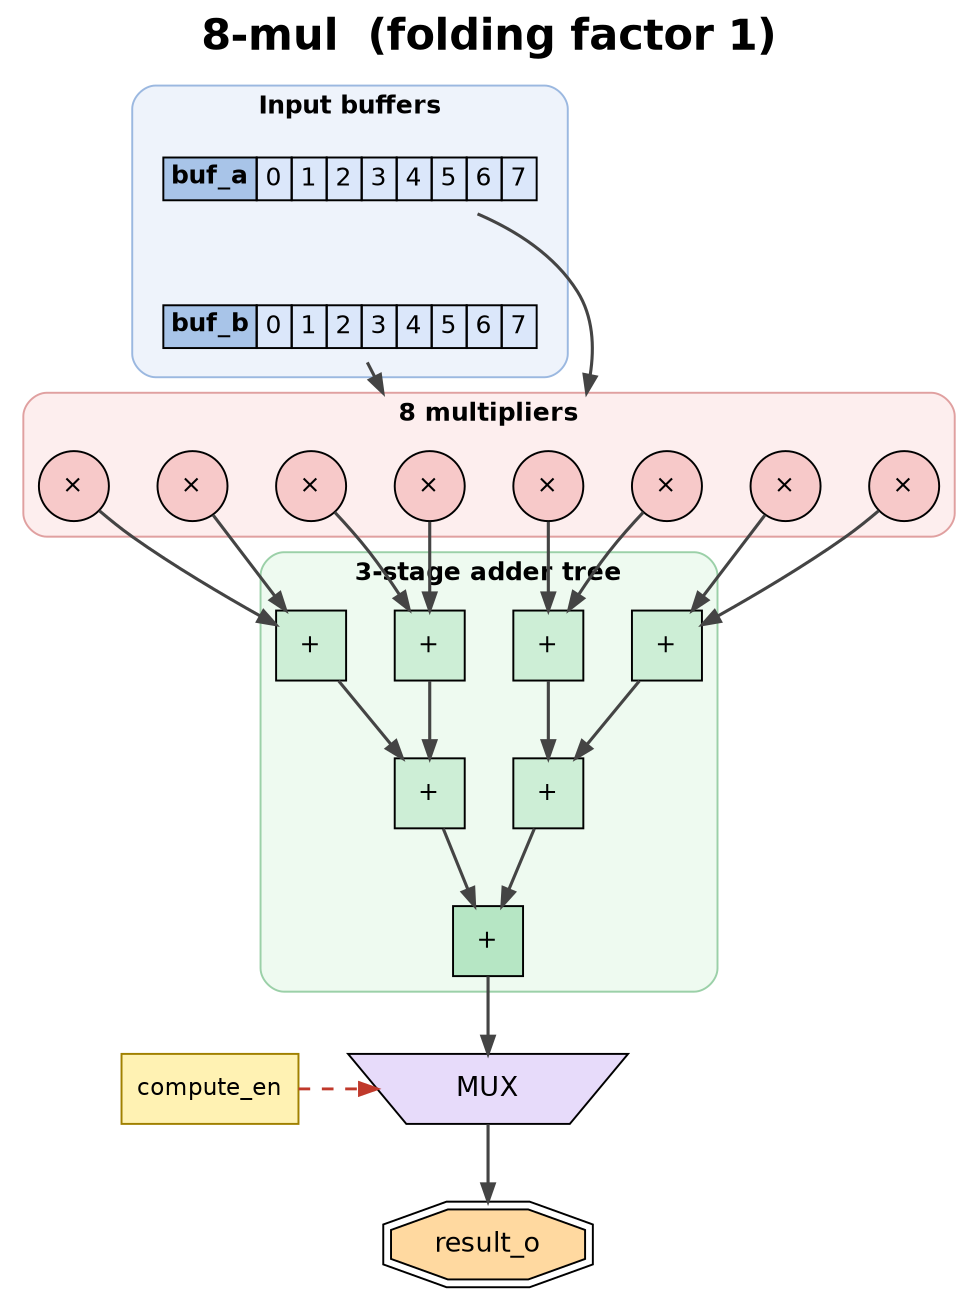 8-mul (folding factor 1)
Input buffers
buf_a 0 1 2 3 4 5 6 7
buf_b 0 1 2 3 4 5 6 7
8 multipliers
× × × × × × × ×
3-stage adder tree
+ + + +
+ +
+
compute_en MUX
result_o